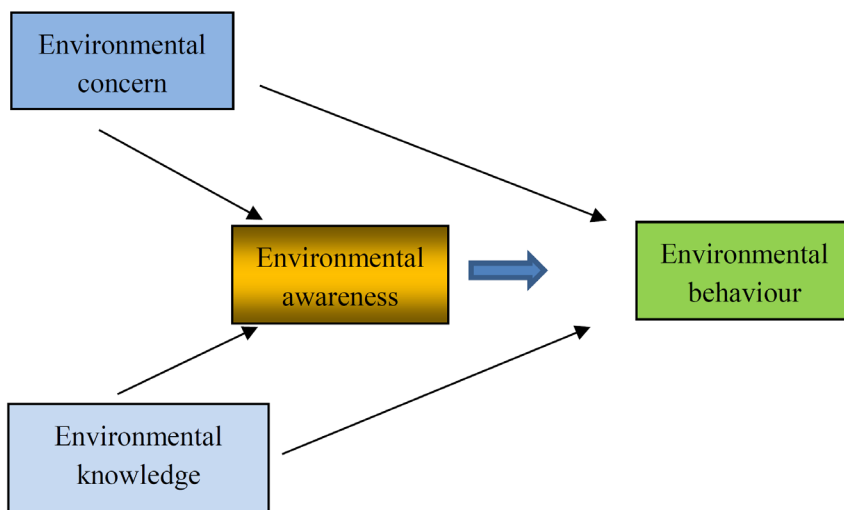 Environmental
concern
Environmental
awareness
Environmental
behaviour
Environmental
knowledge